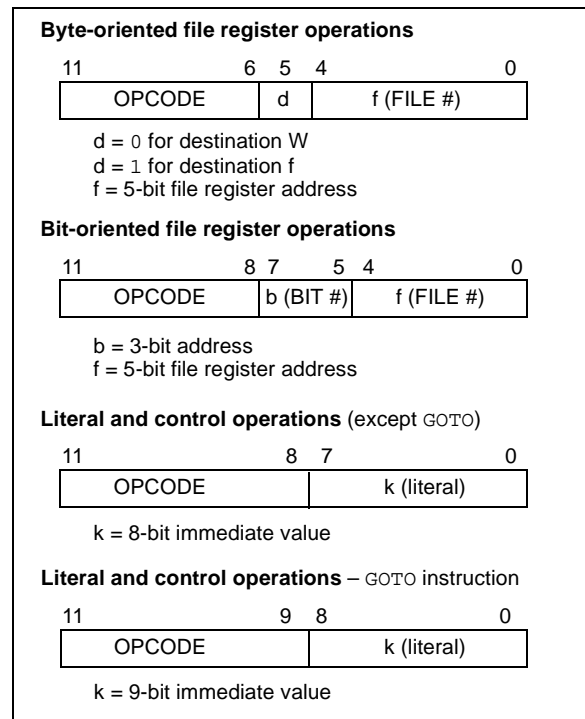 Byte-oriented file register operations
11 6 5 4 0
OPCODE d f (FILE #)
d = 0 for destination W
d = 1 for destination f
f = 5-bit file register address
Bit-oriented file register operations
11 8 7 5 4 0
OPCODE b (BIT #) f (FILE #)
b = 3-bit address
f = 5-bit file register address
Literal and control operations (except GOTO)
11 8 7 0
OPCODE k (literal)
k = 8-bit immediate value
Literal and control operations – GOTO instruction
11 9 8 0
OPCODE k (literal)
k = 9-bit immediate value